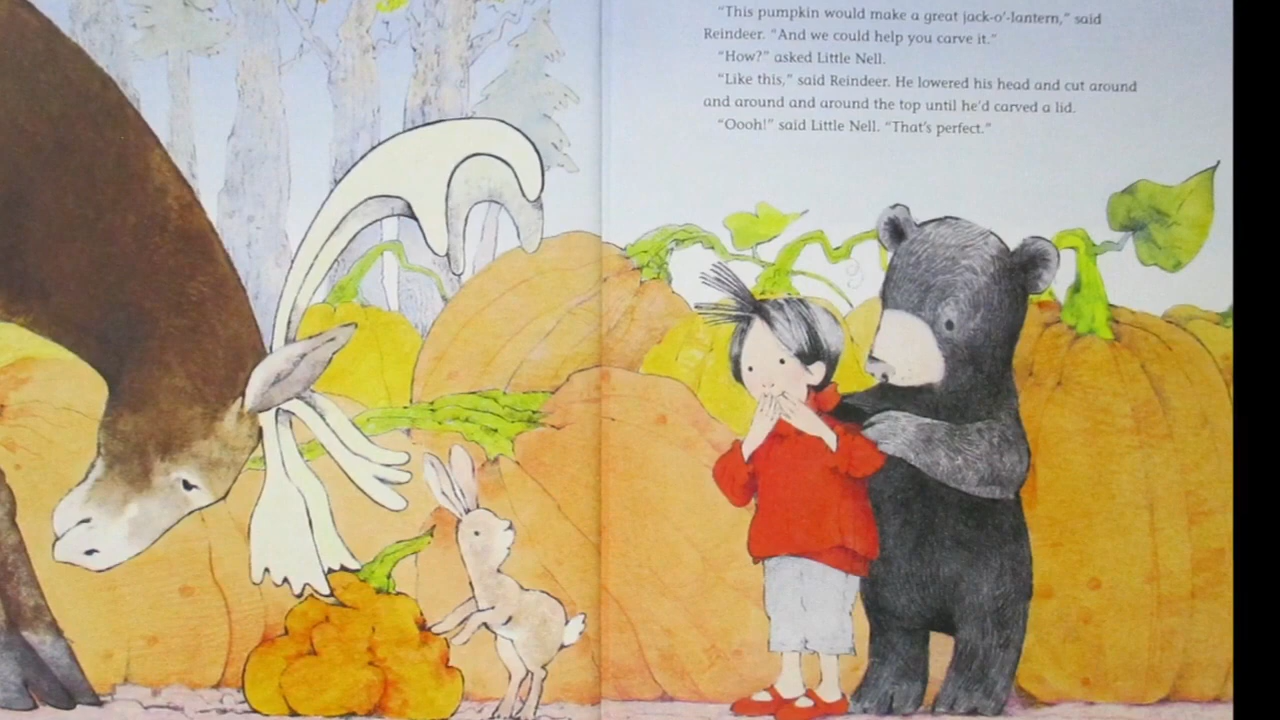 "This pumpkin would make a great jack-o'-lantern," said
Reindeer. "And we could help you carve it."
"How?" asked Little Nell.
"Like this," said Reindeer. He lowered his head and cut around
and around and around the top until he'd carved a lid.
"Oooh!" said Little Nell. "That's perfect."